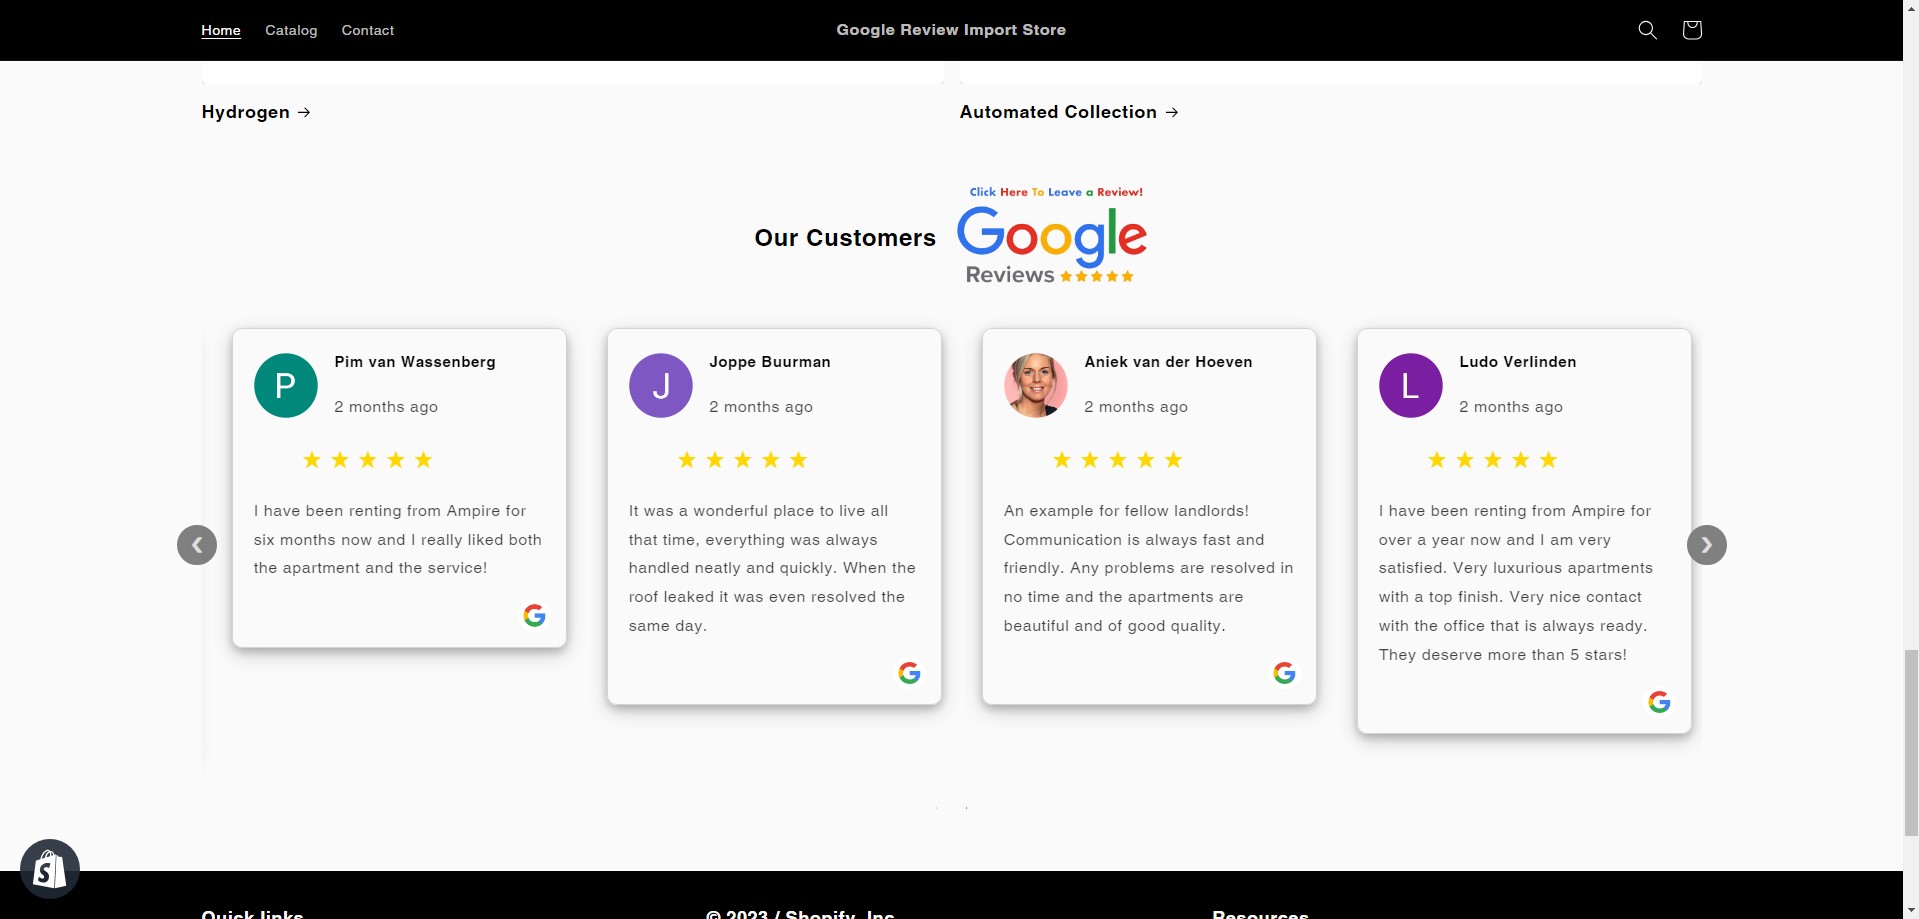 Home Catalog Contact
Google Review Import Store
Hydrogen →
Automated Collection →
Click Here To Leave a Review!
Our Customers
Google
Reviews
P
Pim van Wassenberg
2 months ago
I have been renting from Ampire for
six months now and I really liked both
the apartment and the service!
G
J
Joppe Buurman
2 months ago
It was a wonderful place to live all
that time, everything was always
handled neatly and quickly. When the
roof leaked it was even resolved the
same day.
G
Aniek van der Hoeven
2 months ago
An example for fellow landlords!
Communication is always fast and
friendly. Any problems are resolved in
no time and the apartments are
beautiful and of good quality.
G
L
Ludo Verlinden
2 months ago
I have been renting from Ampire for
over a year now and I am very
satisfied. Very luxurious apartments
with a top finish. Very nice contact
with the office that is always ready.
They deserve more than 5 stars!
G
S
Quick links
© 2023 / Shopify, Inc
Resources